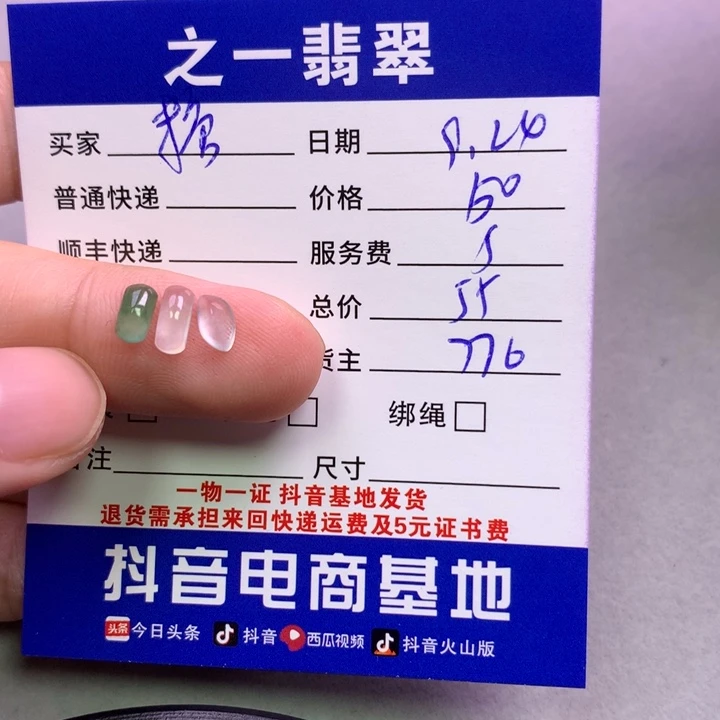 之一翡翠
买家 日期 8.24
普通快递 价格 50
顺丰快递 服务费 5
总价 55
货主 776
绑绳
注 尺寸
一物一证 抖音基地发货
退货需承担来回快递运费及5元证书费
抖音电商基地
头条 今日头条 抖音 西瓜视频 抖音火山版